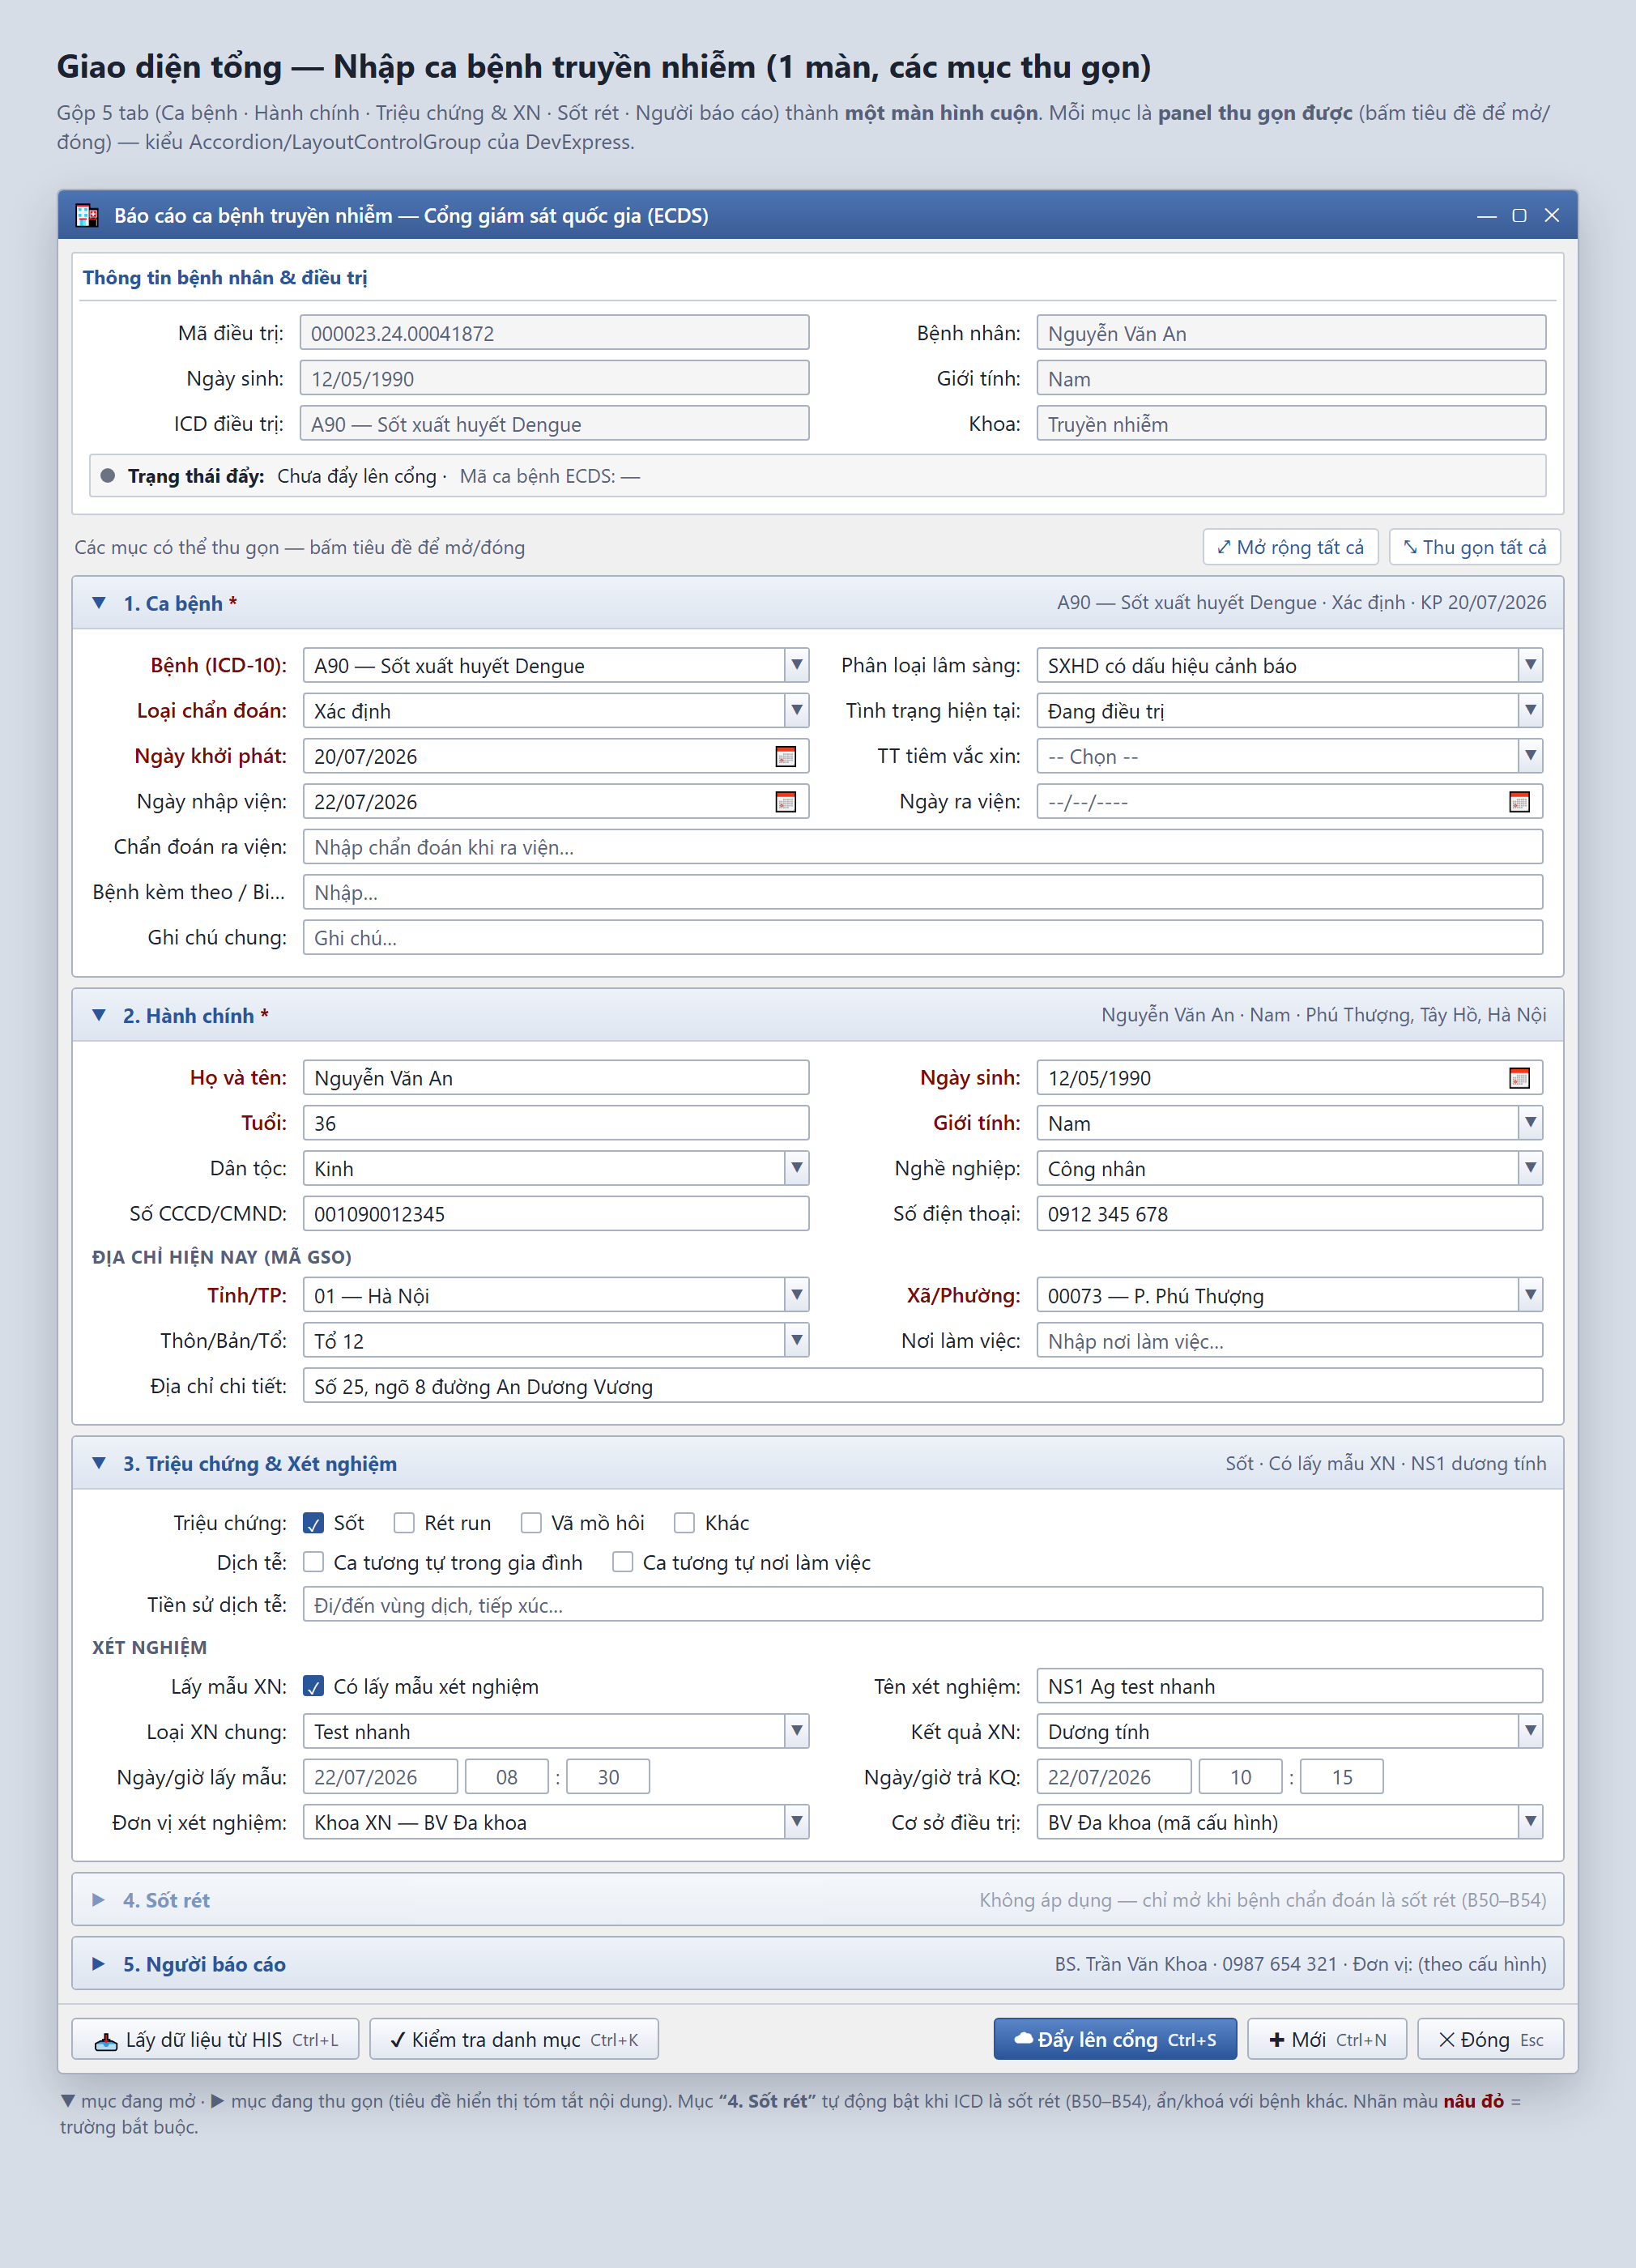 Giao diện tổng — Nhập ca bệnh truyền nhiễm (1 màn, các mục thu gọn)
Gộp 5 tab (Ca bệnh · Hành chính · Triệu chứng & XN · Sốt rét · Người báo cáo) thành một màn hình cuộn. Mỗi mục là panel thu gọn được (bấm tiêu đề để mở/
đóng) — kiểu Accordion/LayoutControlGroup của DevExpress.
Báo cáo ca bệnh truyền nhiễm — Cổng giám sát quốc gia (ECDS)
Thông tin bệnh nhân & điều trị
Mã điều trị: 000023.24.00041872 Bệnh nhân: Nguyễn Văn An
Ngày sinh: 12/05/1990 Giới tính: Nam
ICD điều trị: A90 — Sốt xuất huyết Dengue Khoa: Truyền nhiễm
Trạng thái đẩy: Chưa đẩy lên cổng · Mã ca bệnh ECDS: —
Các mục có thể thu gọn — bấm tiêu đề để mở/đóng ⤢ Mở rộng tất cả ⤡ Thu gọn tất cả
▼ 1. Ca bệnh * A90 — Sốt xuất huyết Dengue · Xác định · KP 20/07/2026
Bệnh (ICD-10): A90 — Sốt xuất huyết Dengue ▼ Phân loại lâm sàng: SXHD có dấu hiệu cảnh báo ▼
Loại chẩn đoán: Xác định ▼ Tình trạng hiện tại: Đang điều trị ▼
Ngày khởi phát: 20/07/2026 TT tiêm vắc xin: -- Chọn -- ▼
Ngày nhập viện: 22/07/2026 Ngày ra viện: --/--/----
Chẩn đoán ra viện: Nhập chẩn đoán khi ra viện...
Bệnh kèm theo / Bi... Nhập...
Ghi chú chung: Ghi chú...
▼ 2. Hành chính * Nguyễn Văn An · Nam · Phú Thượng, Tây Hồ, Hà Nội
Họ và tên: Nguyễn Văn An Ngày sinh: 12/05/1990
Tuổi: 36 Giới tính: Nam ▼
Dân tộc: Kinh ▼ Nghề nghiệp: Công nhân ▼
Số CCCD/CMND: 001090012345 Số điện thoại: 0912 345 678
ĐỊA CHỈ HIỆN NAY (MÃ GSO)
Tỉnh/TP: 01 — Hà Nội ▼ Xã/Phường: 00073 — P. Phú Thượng ▼
Thôn/Bản/Tổ: Tổ 12 ▼ Nơi làm việc: Nhập nơi làm việc...
Địa chỉ chi tiết: Số 25, ngõ 8 đường An Dương Vương
▼ 3. Triệu chứng & Xét nghiệm Sốt · Có lấy mẫu XN · NS1 dương tính
Triệu chứng: ✓ Sốt Rét run Vã mồ hôi Khác
Dịch tễ: Ca tương tự trong gia đình Ca tương tự nơi làm việc
Tiền sử dịch tễ: Đi/đến vùng dịch, tiếp xúc...
XÉT NGHIỆM
Lấy mẫu XN: ✓ Có lấy mẫu xét nghiệm Tên xét nghiệm: NS1 Ag test nhanh
Loại XN chung: Test nhanh ▼ Kết quả XN: Dương tính ▼
Ngày/giờ lấy mẫu: 22/07/2026 08 : 30 Ngày/giờ trả KQ: 22/07/2026 10 : 15
Đơn vị xét nghiệm: Khoa XN — BV Đa khoa ▼ Cơ sở điều trị: BV Đa khoa (mã cấu hình) ▼
▶ 4. Sốt rét Không áp dụng — chỉ mở khi bệnh chẩn đoán là sốt rét (B50–B54)
▶ 5. Người báo cáo BS. Trần Văn Khoa · 0987 654 321 · Đơn vị: (theo cấu hình)
Lấy dữ liệu từ HIS Ctrl+L ✓ Kiểm tra danh mục Ctrl+K Đẩy lên cổng Ctrl+S ✚ Mới Ctrl+N ✕ Đóng Esc
▼ mục đang mở · ▶ mục đang thu gọn (tiêu đề hiển thị tóm tắt nội dung). Mục “4. Sốt rét” tự động bật khi ICD là sốt rét (B50–B54), ẩn/khoá với bệnh khác. Nhãn màu nâu đỏ =
trường bắt buộc.